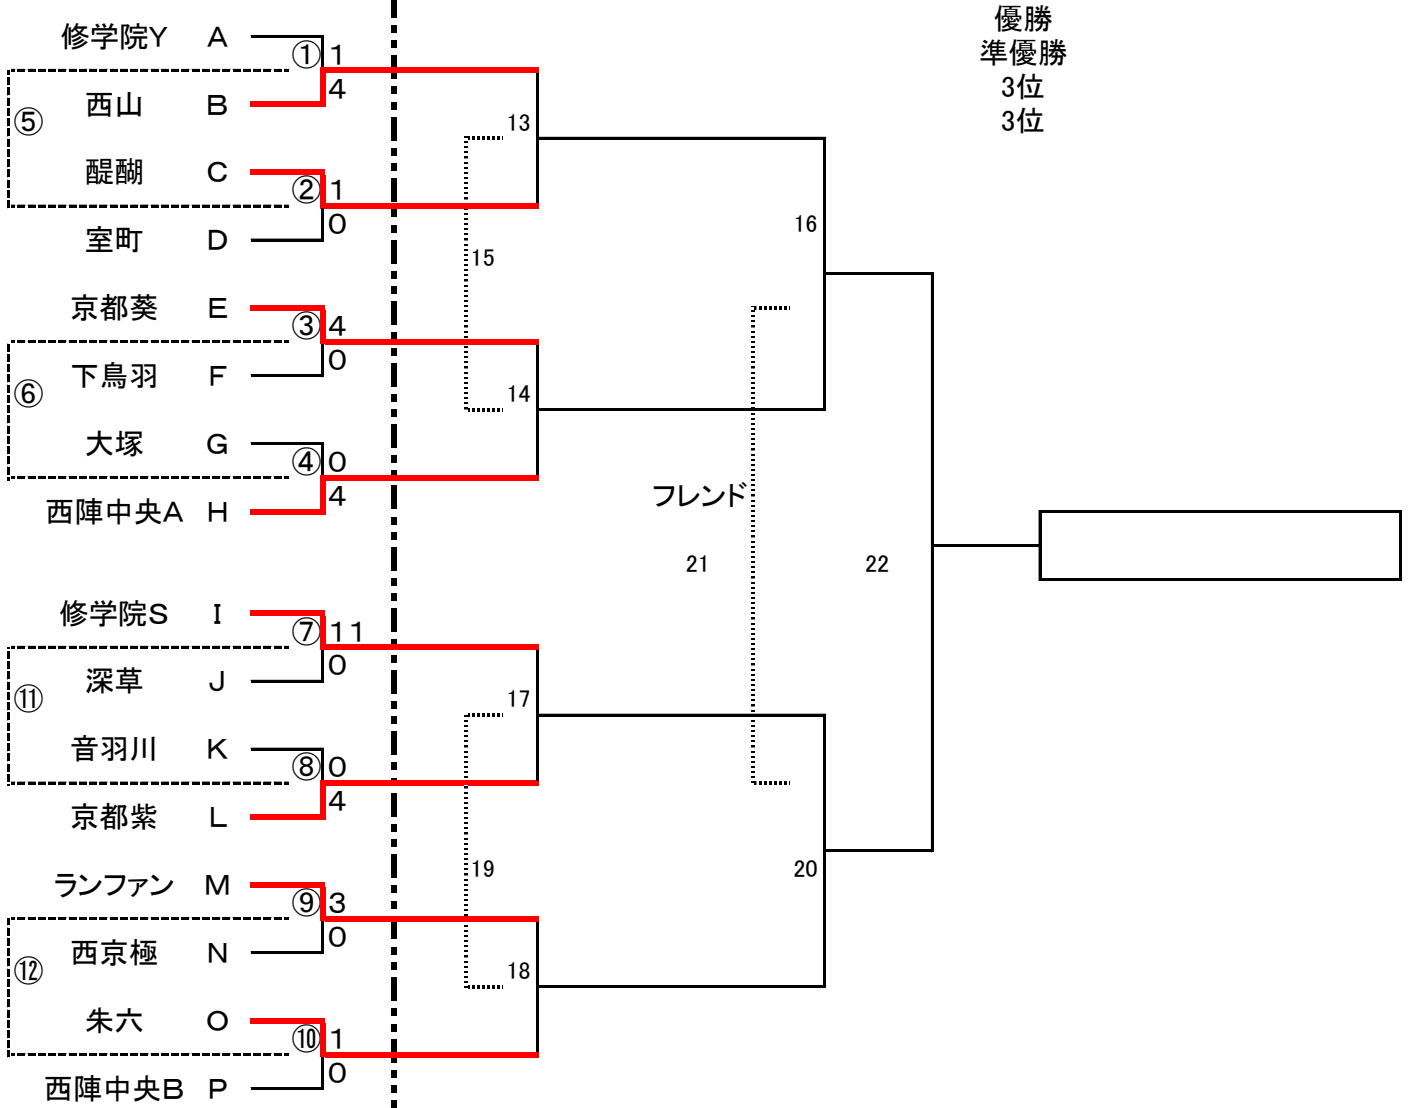 優勝
準優勝
3位
3位
修学院Y A
① 1
4
西山 B
⑤
13
醍醐 C
② 1
0
室町 D
15
16
京都葵 E
③ 4
0
下鳥羽 F
⑥
14
大塚 G
④ 0
4
西陣中央A H
フレンド
21
22
修学院S I
⑦ 11
0
深草 J
⑪
17
音羽川 K
⑧ 0
4
京都紫 L
19
20
ランファン M
⑨ 3
0
西京極 N
⑫
18
朱六 O
⑩ 1
0
西陣中央B P